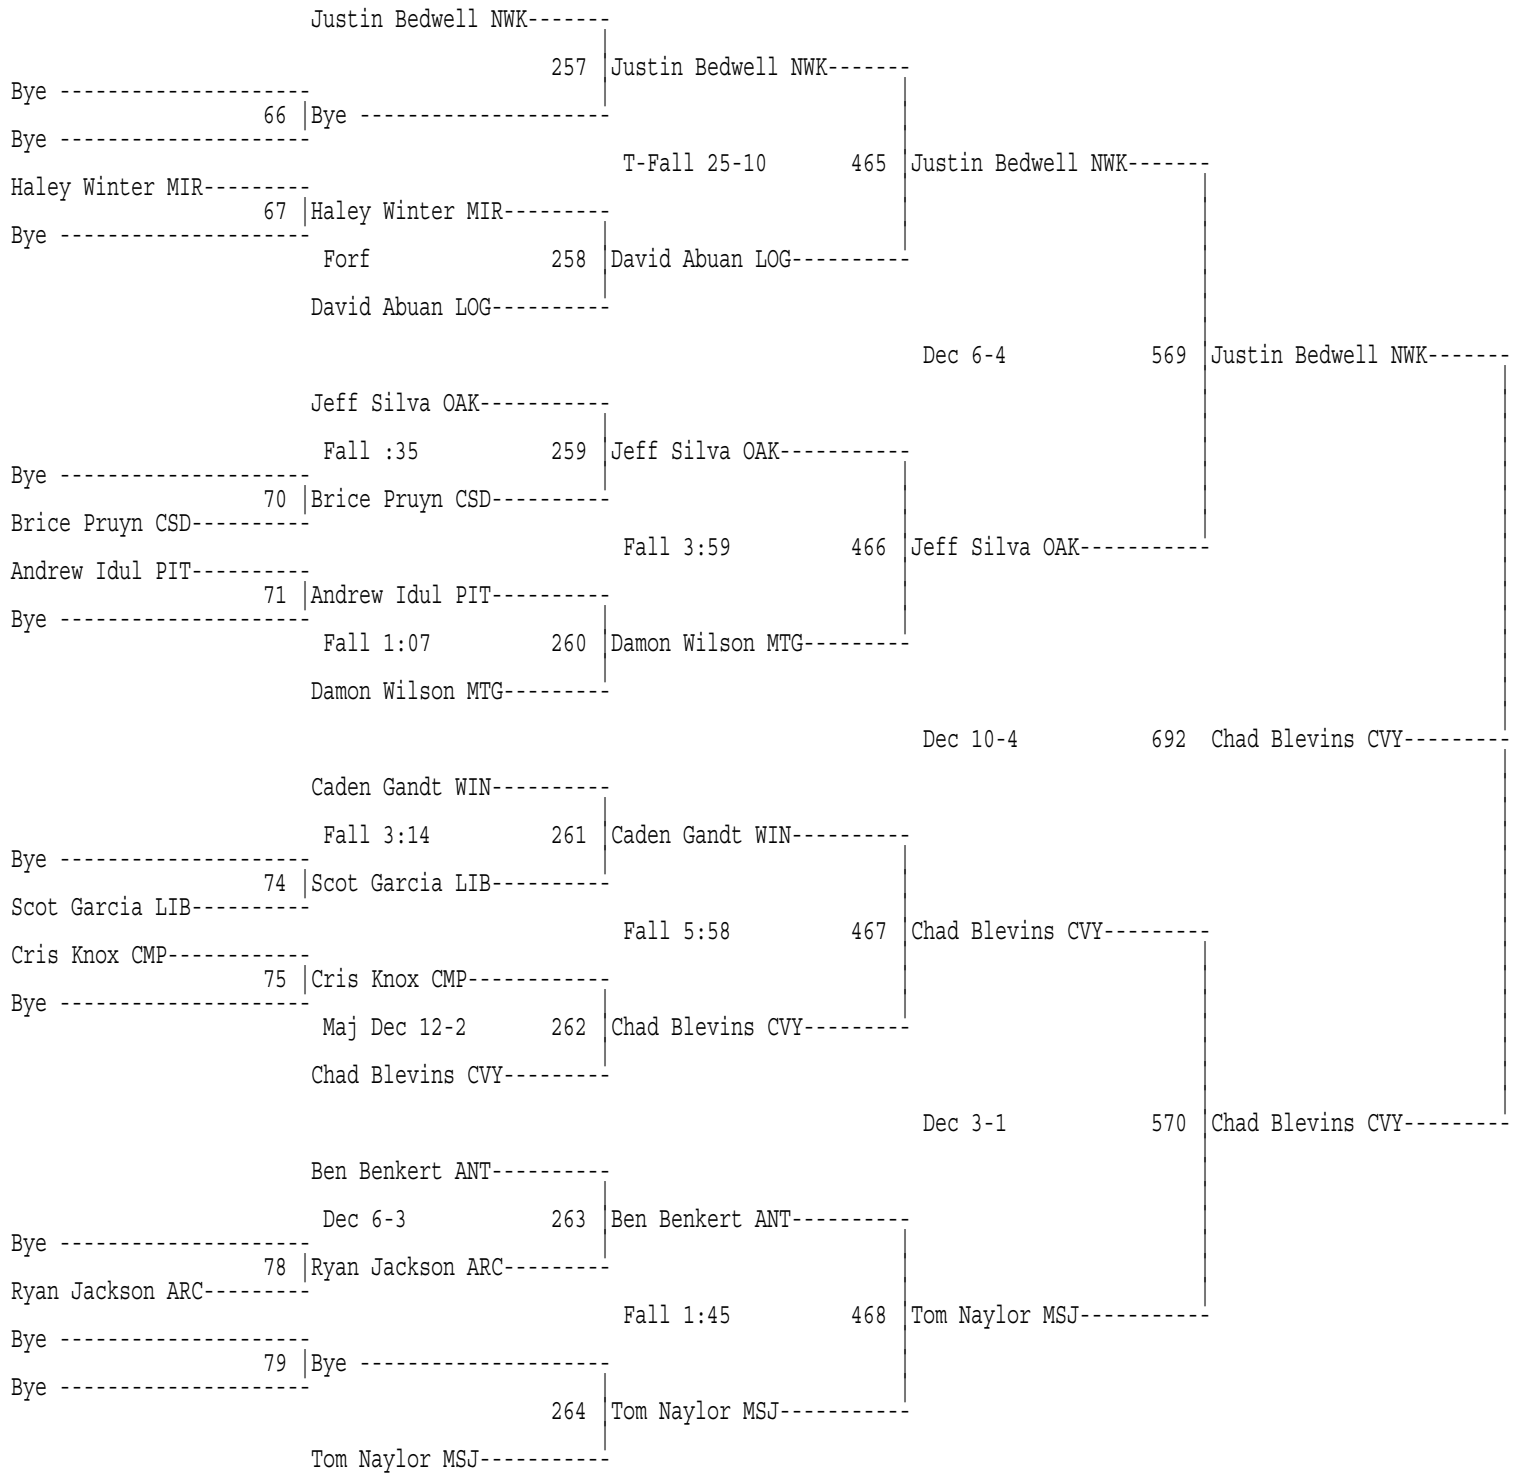 Justin Bedwell NWK-------
257 |Justin Bedwell NWK-------
Bye ---------------------
66 |Bye ---------------------
Bye ---------------------
T-Fall 25-10 465 |Justin Bedwell NWK-------
Haley Winter MIR---------
67 |Haley Winter MIR---------
Bye ---------------------
Forf 258 |David Abuan LOG----------
David Abuan LOG----------
Dec 6-4 569 |Justin Bedwell NWK-------
Jeff Silva OAK-----------
Fall :35 259 |Jeff Silva OAK-----------
Bye ---------------------
70 |Brice Pruyn CSD----------
Brice Pruyn CSD----------
Fall 3:59 466 |Jeff Silva OAK-----------
Andrew Idul PIT----------
71 |Andrew Idul PIT----------
Bye ---------------------
Fall 1:07 260 |Damon Wilson MTG---------
Damon Wilson MTG---------
Dec 10-4 692 Chad Blevins CVY---------
Caden Gandt WIN----------
Fall 3:14 261 |Caden Gandt WIN----------
Bye ---------------------
74 |Scot Garcia LIB----------
Scot Garcia LIB----------
Fall 5:58 467 |Chad Blevins CVY---------
Cris Knox CMP------------
75 |Cris Knox CMP------------
Bye ---------------------
Maj Dec 12-2 262 |Chad Blevins CVY---------
Chad Blevins CVY---------
Dec 3-1 570 |Chad Blevins CVY---------
Ben Benkert ANT----------
Dec 6-3 263 |Ben Benkert ANT----------
Bye ---------------------
78 |Ryan Jackson ARC---------
Ryan Jackson ARC---------
Fall 1:45 468 |Tom Naylor MSJ-----------
Bye ---------------------
79 |Bye ---------------------
Bye ---------------------
264 |Tom Naylor MSJ-----------
Tom Naylor MSJ-----------